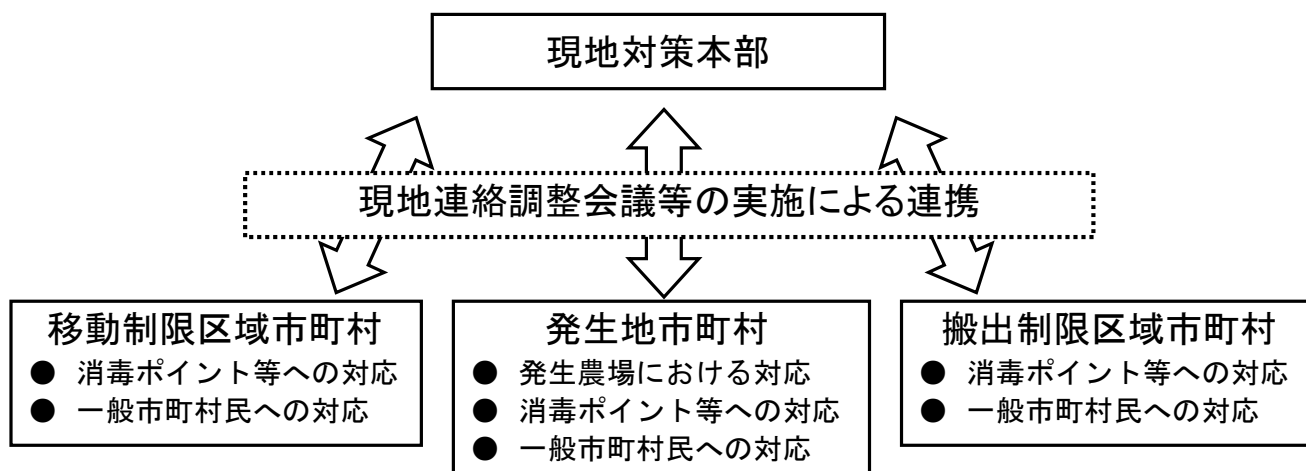 現地対策本部
現地連絡調整会議等の実施による連携
移動制限区域市町村
● 消毒ポイント等への対応
● 一般市町村民への対応
発生地市町村
● 発生農場における対応
● 消毒ポイント等への対応
● 一般市町村民への対応
搬出制限区域市町村
● 消毒ポイント等への対応
● 一般市町村民への対応